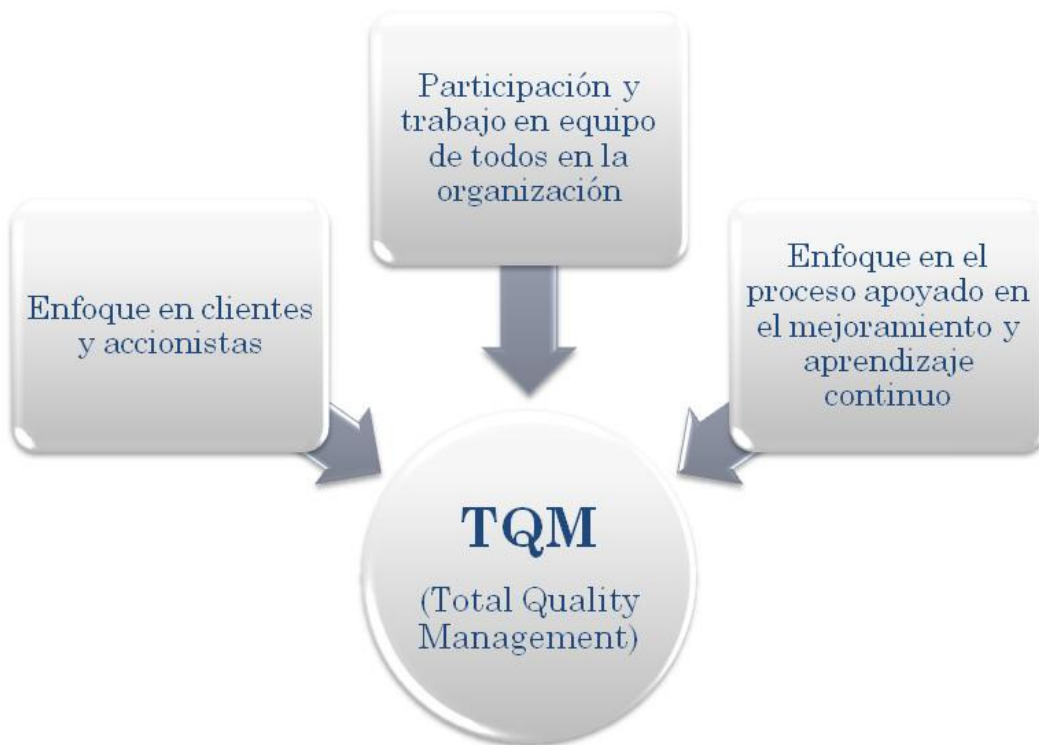 Participación y
trabajo en equipo
de todos en la
organización
Enfoque en clientes
y accionistas
Enfoque en el
proceso apoyado en
el mejoramiento y
aprendizaje
continuo
TQM
(Total Quality
Management)